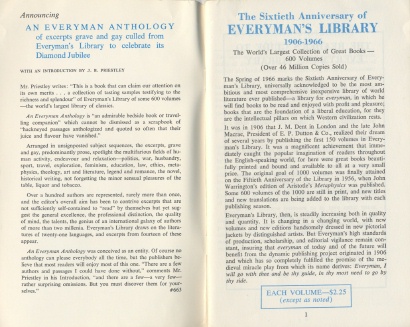 Announcing
AN EVERYMAN ANTHOLOGY
of excerpts grave and gay culled from
Everyman's Library to celebrate its
Diamond Jubilee
WITH AN INTRODUCTION BY J. B. PRIESTLEY
Mr. Priestley writes: "This is a book that can claim our attention on
its own merits . . . a collection of tasting samples testifying to the
richness and splendour" of Everyman's Library of some 600 volumes
—the world's largest library of classics.
An Everyman Anthology is "an admirable bedside book or travel-
ling companion" which cannot be dismissed as a scrapbook of
"hackneyed passages anthologized and quoted so often that their
juice and flavour have vanished."
Arranged in unsegregated subject sequences, the excerpts, grave
and gay, predominantly prose, spotlight the multifarious fields of hu-
man activity, endeavour and relaxation—politics, war, husbandry,
sport, travel, exploration, feminism, education, law, ethics, meta-
physics, theology, art and literature, legend and romance, the novel,
historical writing, not forgetting the minor sensual pleasures of the
table, liquor and tobacco.
Over a hundred authors are represented, rarely more than once,
and the editor's overall aim has been to contrive excerpts that are
not sufficiently self-contained to "read" by themselves but yet sug-
gest the general excellence, the professional distinction, the quality
of mind, the talents, the genius of an international galaxy of authors
of more than two millenia. Everyman's Library draws on the litera-
tures of twenty-one languages, and excerpts from fourteen of these
appear.
An Everyman Anthology was conceived as an entity. Of course no
anthology can please everybody all the time, but the publishers be-
lieve that most readers will enjoy most of this one. "There are a few
authors and passages I could have done without," comments Mr.
Priestley in his Introduction, "and there are a few—a very few—
rather surprising omissions. But you must discover them for your-
selves." #663
The Sixtieth Anniversary of
EVERYMAN'S LIBRARY
1906-1966
The World's Largest Collection of Great Books —
600 Volumes
(Over 46 Million Copies Sold)
The Spring of 1966 marks the Sixtieth Anniversary of Every-
man's Library, universally acknowledged to be the most am-
bitious and most comprehensive inexpensive library of world
literature ever published—a library for everyman, in which he
will find books to be read and enjoyed with profit and pleasure;
books that are the foundation of a liberal education, for they
are the intellectual pillars on which Western civilization rests.
It was in 1906 that J. M. Dent in London and the late John
Macrae, President of E. P. Dutton & Co., realized their dream
of several years by publishing the first 150 volumes in Every-
man's Library. It was a magnificent achievement that imme-
diately caught the popular imagination of readers throughout
the English-speaking world, for here were great books beauti-
fully printed and bound and available to all at a very small
price. The original goal of 1000 volumes was finally attained
on the Fiftieth Anniversary of the Library in 1956, when John
Warrington's edition of Aristotle's Metaphysics was published.
Some 600 volumes of the 1000 are still in print, and new titles
and new translations are being added to the library with each
publishing season.
Everyman's Library, then, is steadily increasing both in quality
and quantity. It is changing in a changing world, with new
volumes and new editions handsomely dressed in new pictorial
jackets by distinguished artists. But Everyman's high standards
of production, scholarship, and editorial vigilance remain con-
stant, insuring that everyman of today and of the future will
benefit from the dynamic publishing project originated in 1906
and which has so completely fulfilled the promise of the me-
dieval miracle play from which its name derives: Everyman, I
will go with thee and be thy guide, in thy most need to go by
thy side.
EACH VOLUME—$2.25
(except as noted)
1